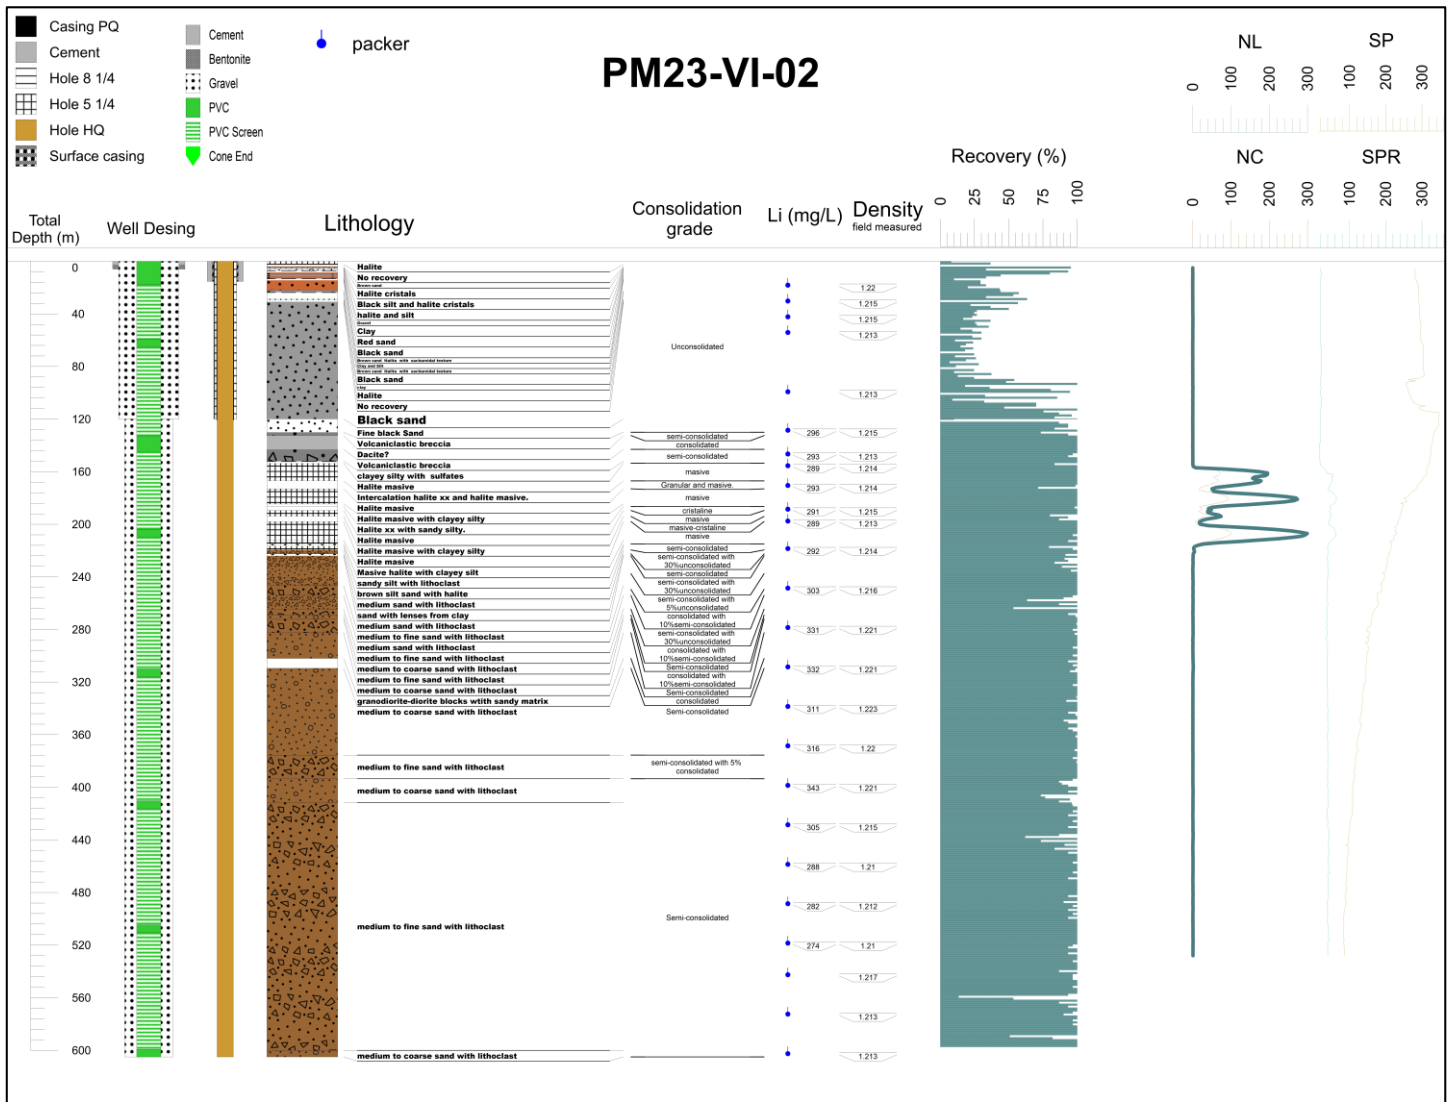 Casing PQ
Cement
Hole 8 1/4
Hole 5 1/4
Hole HQ
Surface casing
Cement
Bentonite
Gravel
PVC
PVC Screen
Cone End
packer
PM23-VI-02
NL
SP
0 100 200 300
100 200 300
NC
SPR
0 100 200 300
100 200 300
Recovery (%)
0 25 50 75 100
Total
Depth (m)
Well Desing
Lithology
Consolidation
grade
Li (mg/L)
Density
field measured
0
40
80
120
160
200
240
280
320
360
400
440
480
520
560
600
Halite
No recovery
Brown sand
Halite cristals
Black silt and halite cristals
halite and silt
Clay
Red sand
Black sand
Brown sand Halite with sacharoidal texture
Clay and Silt
Brown sand Halite with sacharoidal texture
Black sand
clay
Halite
No recovery
Black sand
Fine black Sand
Volcaniclastic breccia
Dacite?
Volcaniclastic breccia
clayey silty with sulfates
Halite masive
Intercalation halite xx and halite masive.
Halite masive
Halite masive with clayey silty
Halite xx with sandy silty.
Halite masive
Halite masive with clayey silty
Halite masive
Masive halite with clayey silt
sandy silt with lithoclast
brown silt sand with halite
medium sand with lithoclast
sand with lenses from clay
medium sand with lithoclast
medium to fine sand with lithoclast
medium sand with lithoclast
medium to fine sand with lithoclast
medium to coarse sand with lithoclast
medium to fine sand with lithoclast
medium to coarse sand with lithoclast
granodiorite-diorite blocks wtith sandy matrix
medium to coarse sand with lithoclast
medium to fine sand with lithoclast
medium to coarse sand with lithoclast
medium to fine sand with lithoclast
medium to coarse sand with lithoclast
Unconsolidated
semi-consolidated
consolidated
semi-consolidated
masive
Granular and masive.
masive
cristaline
masive
masive-cristaline
masive
semi-consolidated
semi-consolidated with
30%unconsolidated
semi-consolidated
semi-consolidated with
30%unconsolidated
semi-consolidated with
5%unconsolidated
consolidated with
10%semi-consolidated
semi-consolidated with
30%unconsolidated
consolidated with
10%semi-consolidated
Semi-consolidated
consolidated with
10%semi-consolidated
Semi-consolidated
consolidated
Semi-consolidated
semi-consolidated with 5%
consolidated
Semi-consolidated
1.22
1.215
1.215
1.213
1.213
296 1.215
293 1.213
289 1.214
293 1.214
291 1.215
289 1.213
292 1.214
303 1.216
331 1.221
332 1.221
311 1.223
316 1.22
343 1.221
305 1.215
288 1.21
282 1.212
274 1.21
1.217
1.213
1.213